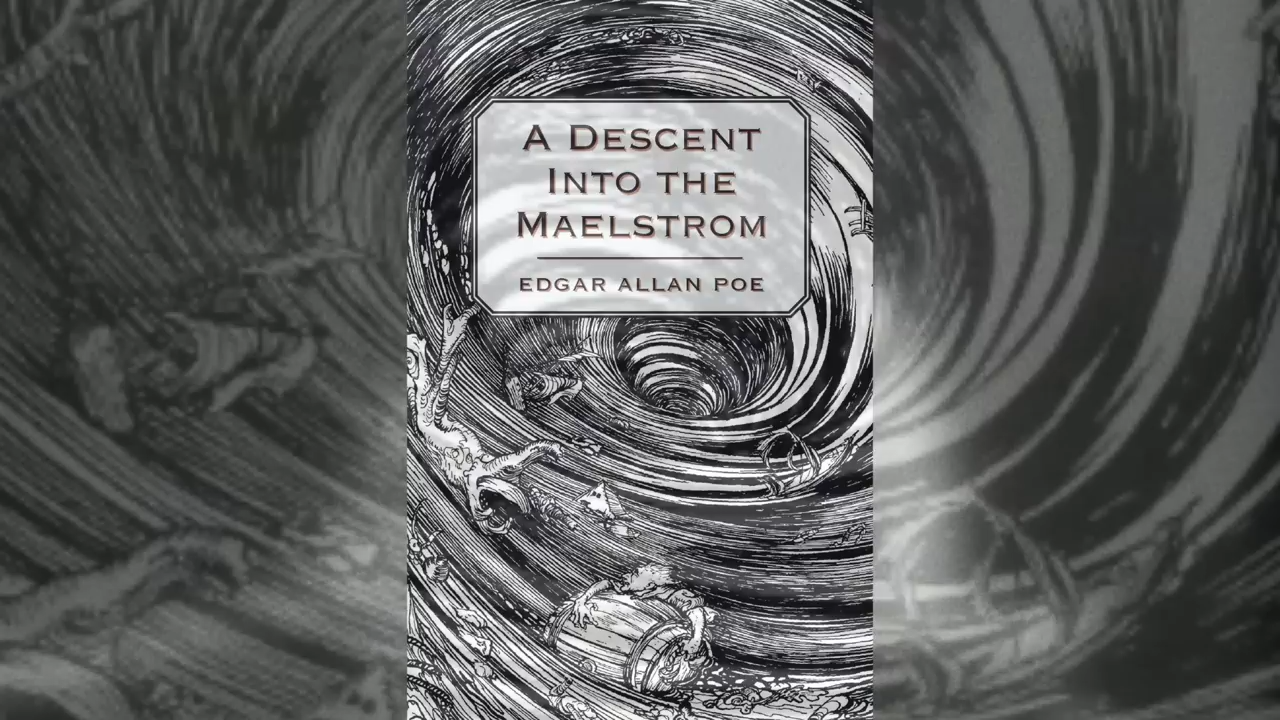 A DESCENT
INTO THE
MAELSTROM
EDGAR ALLAN POE